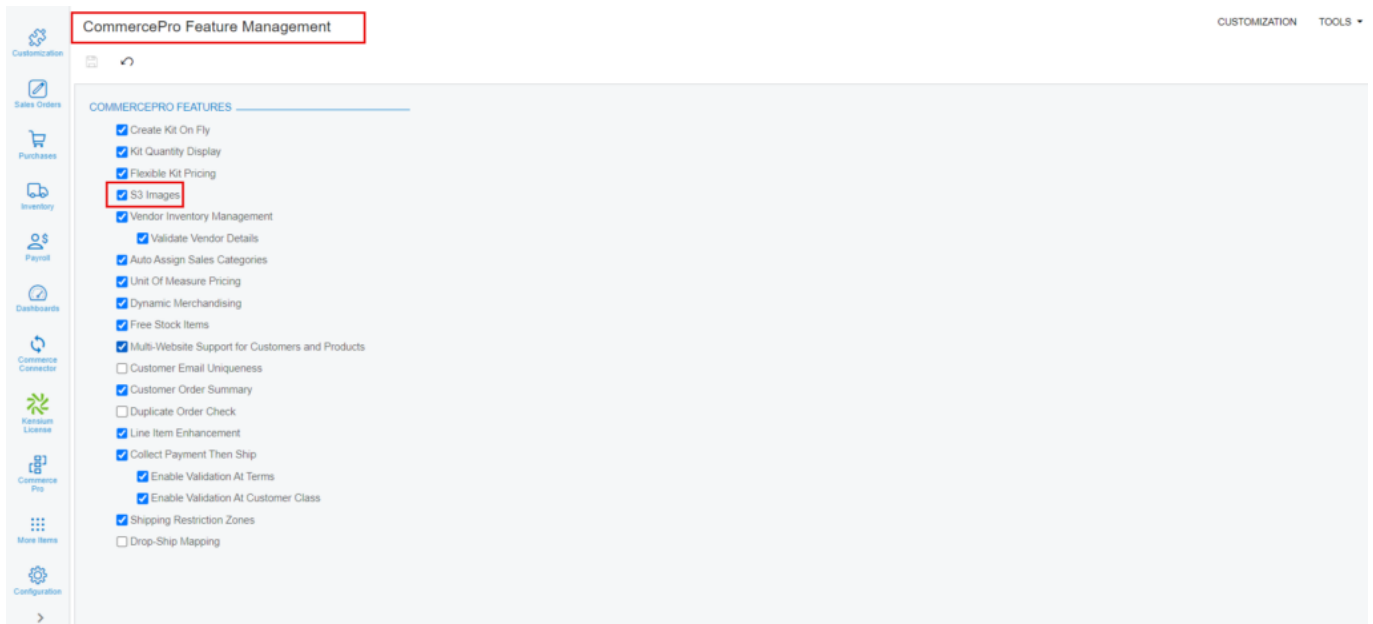 CommercePro Feature Management
CUSTOMIZATION TOOLS
Customization
Sales Orders
Purchases
Inventory
Payroll
Dashboards
Commerce
Connector
Kensium
License
Commerce
Pro
More Items
Configuration
COMMERCEPRO FEATURES
Create Kit On Fly
Kit Quantity Display
Flexible Kit Pricing
S3 Images
Vendor Inventory Management
Validate Vendor Details
Auto Assign Sales Categories
Unit Of Measure Pricing
Dynamic Merchandising
Free Stock Items
Multi-Website Support for Customers and Products
Customer Email Uniqueness
Customer Order Summary
Duplicate Order Check
Line Item Enhancement
Collect Payment Then Ship
Enable Validation At Terms
Enable Validation At Customer Class
Shipping Restriction Zones
Drop-Ship Mapping